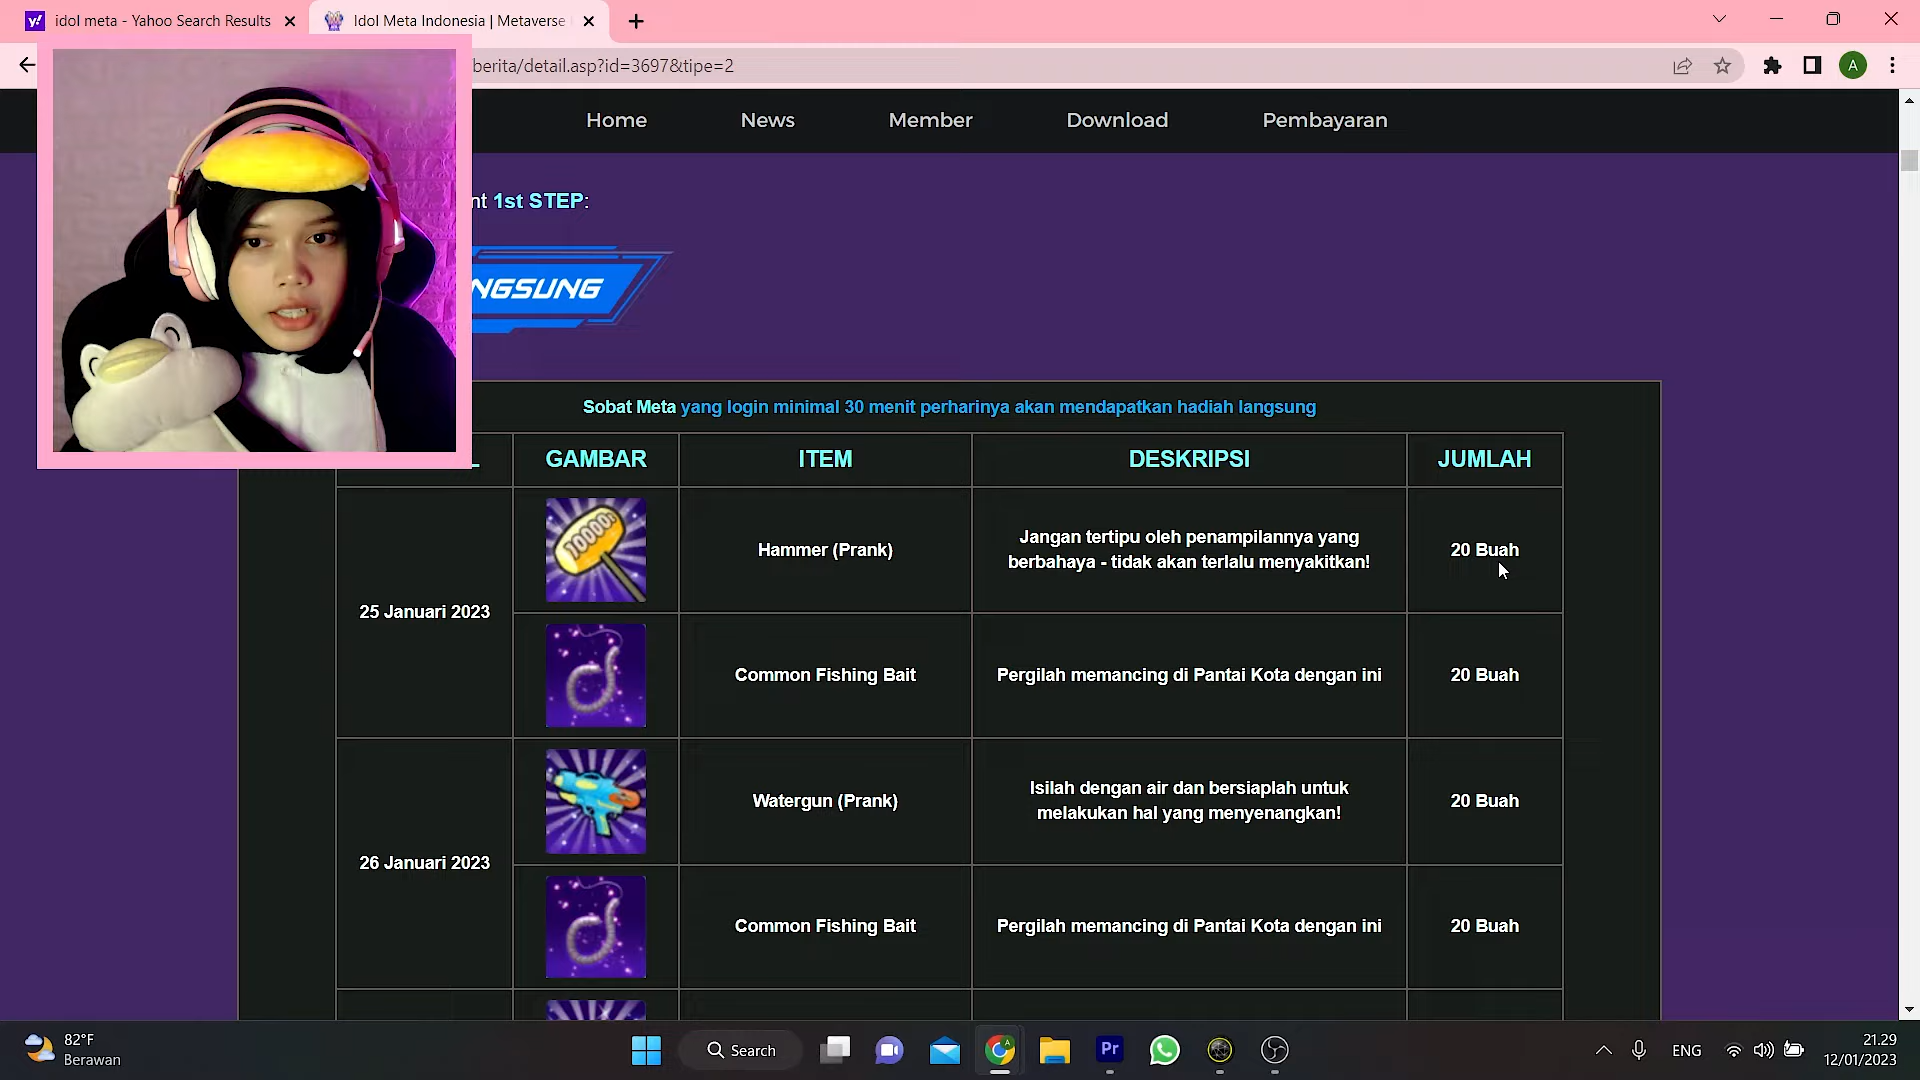 idol meta - Yahoo Search Results
Idol Meta Indonesia | Metaverse
berita/detail.asp?id=3697&tipe=2
A
Home
News
Member
Download
Pembayaran
nt 1st STEP:
NGSUNG
Sobat Meta yang login minimal 30 menit perharinya akan mendapatkan hadiah langsung
GAMBAR
ITEM
DESKRIPSI
JUMLAH
25 Januari 2023
10000t
Hammer (Prank)
Jangan tertipu oleh penampilannya yang
berbahaya - tidak akan terlalu menyakitkan!
20 Buah
Common Fishing Bait
Pergilah memancing di Pantai Kota dengan ini
20 Buah
26 Januari 2023
Watergun (Prank)
Isilah dengan air dan bersiaplah untuk
melakukan hal yang menyenangkan!
20 Buah
Common Fishing Bait
Pergilah memancing di Pantai Kota dengan ini
20 Buah
82°F
Berawan
Search
Pr
ENG
21.29
12/01/2023